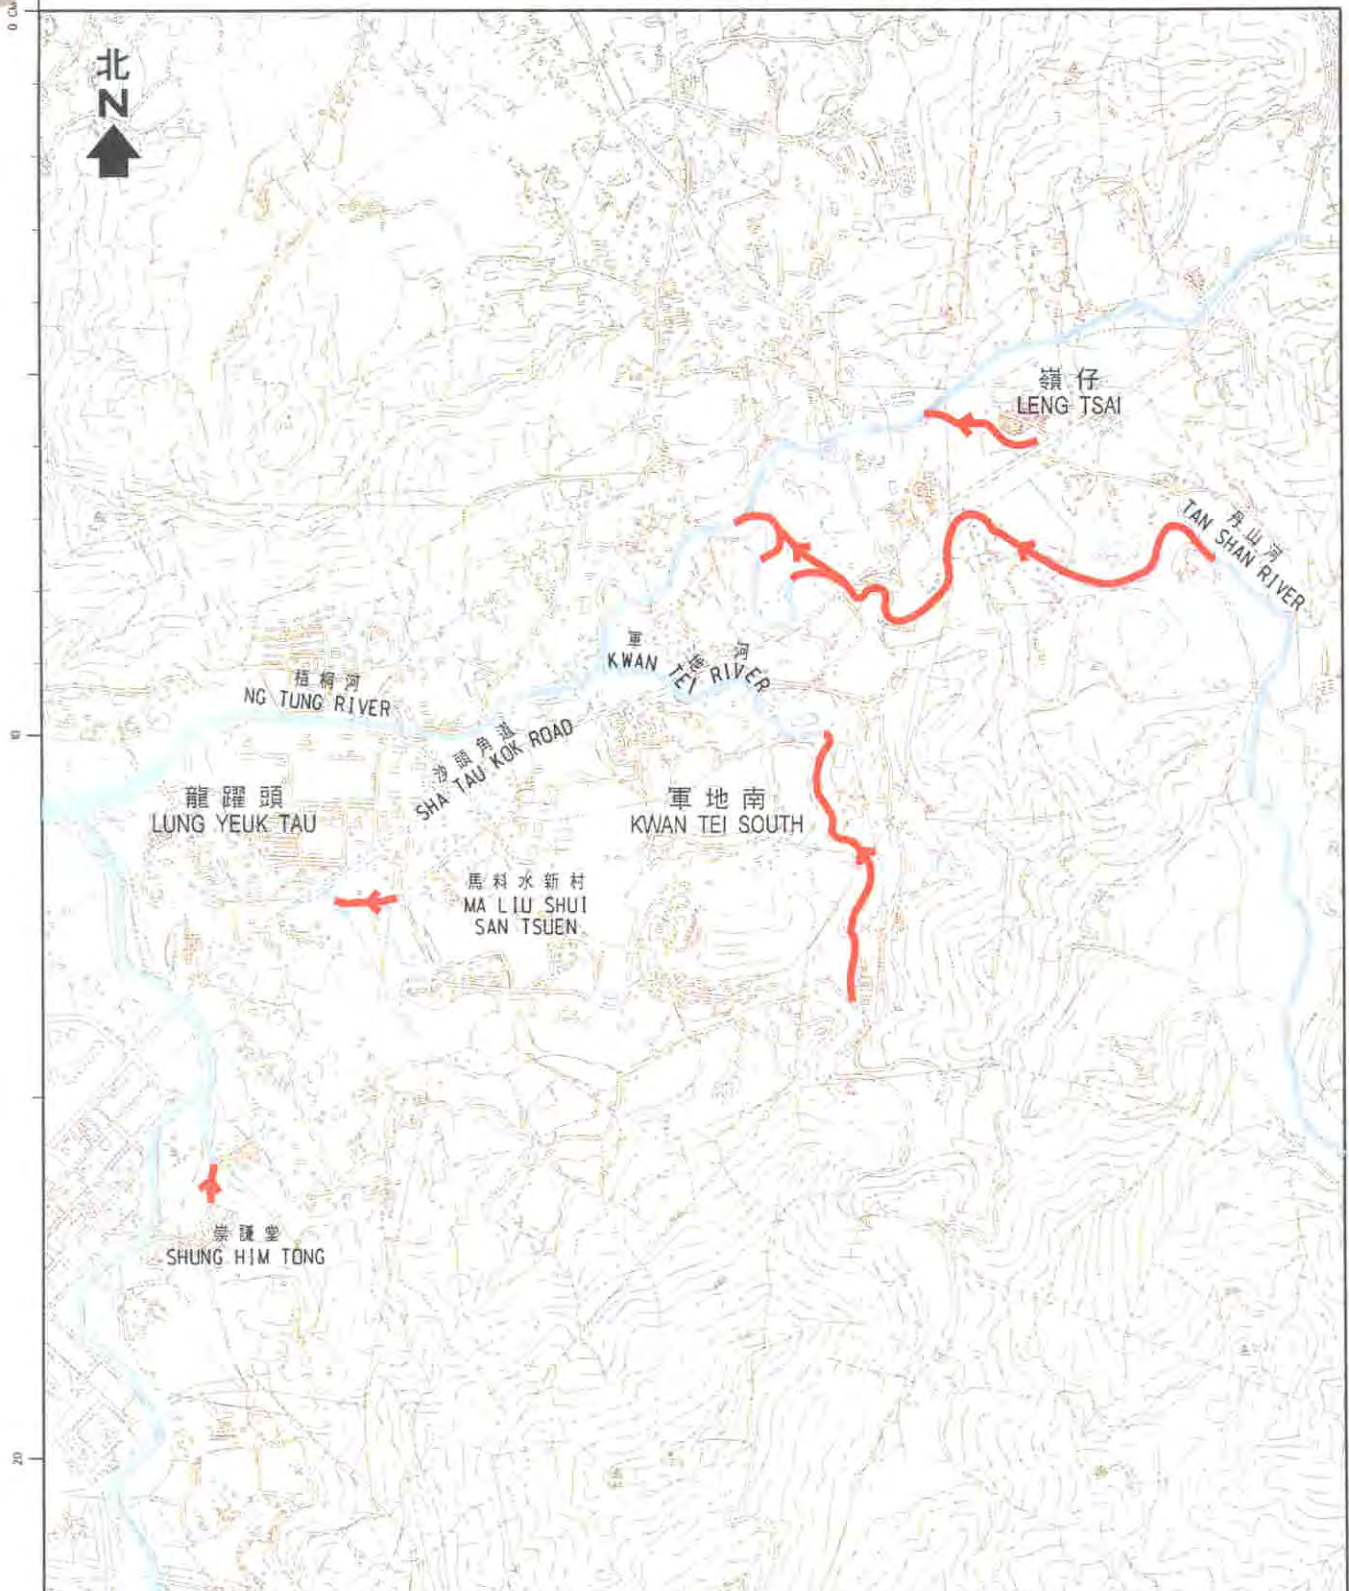 0 CM
北
N
嶺仔
LENG TSAI
丹山河
TAN SHAN RIVER
軍地河
KWAN TEI RIVER
梧桐河
NG TUNG RIVER
10
沙頭角道
SHA TAU KOK ROAD
龍躍頭
LUNG YEUK TAU
軍地南
KWAN TEI SOUTH
馬料水新村
MA LIU SHUI
SAN TSUEN
崇謙堂
SHUNG HIM TONG
20